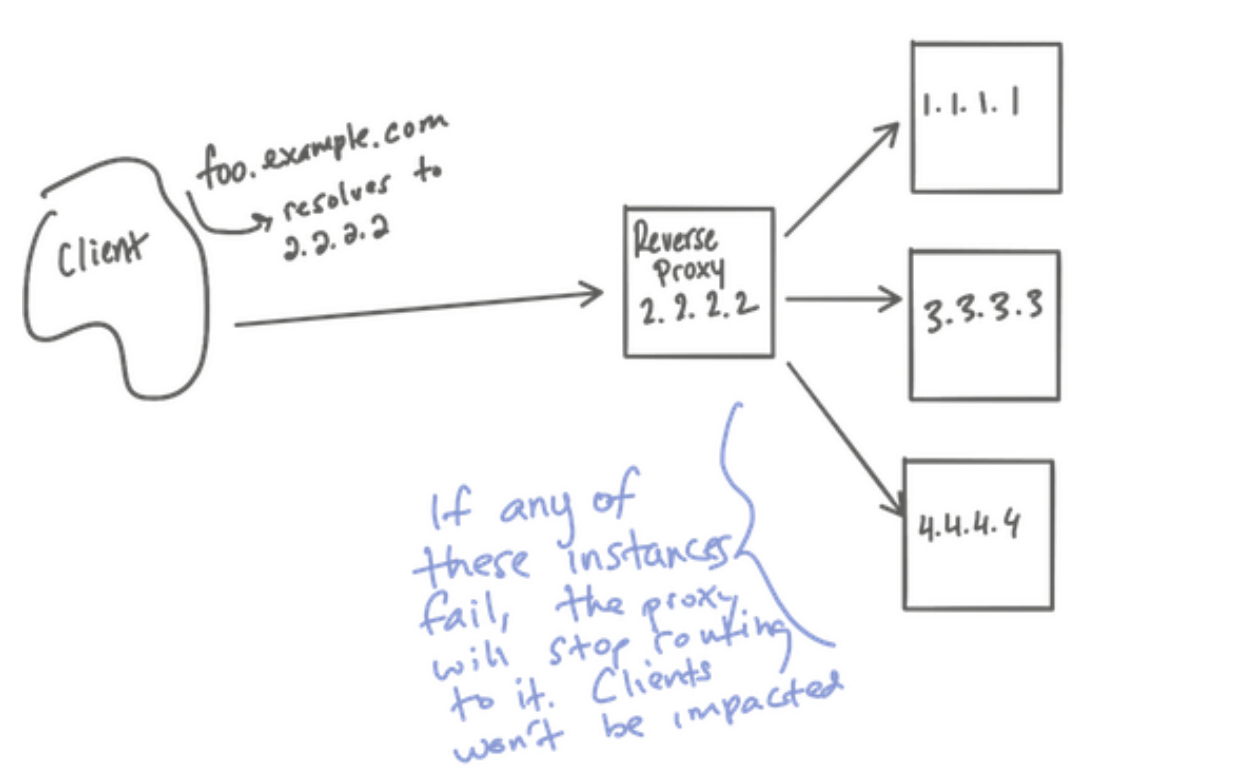 foo.example.com
resolves to
2.2.2.2
Client
Reverse
Proxy
2.2.2.2
1.1.1.1
3.3.3.3
4.4.4.4
If any of
these instances
fail, the proxy
will stop routing
to it. Clients
won't be impacted